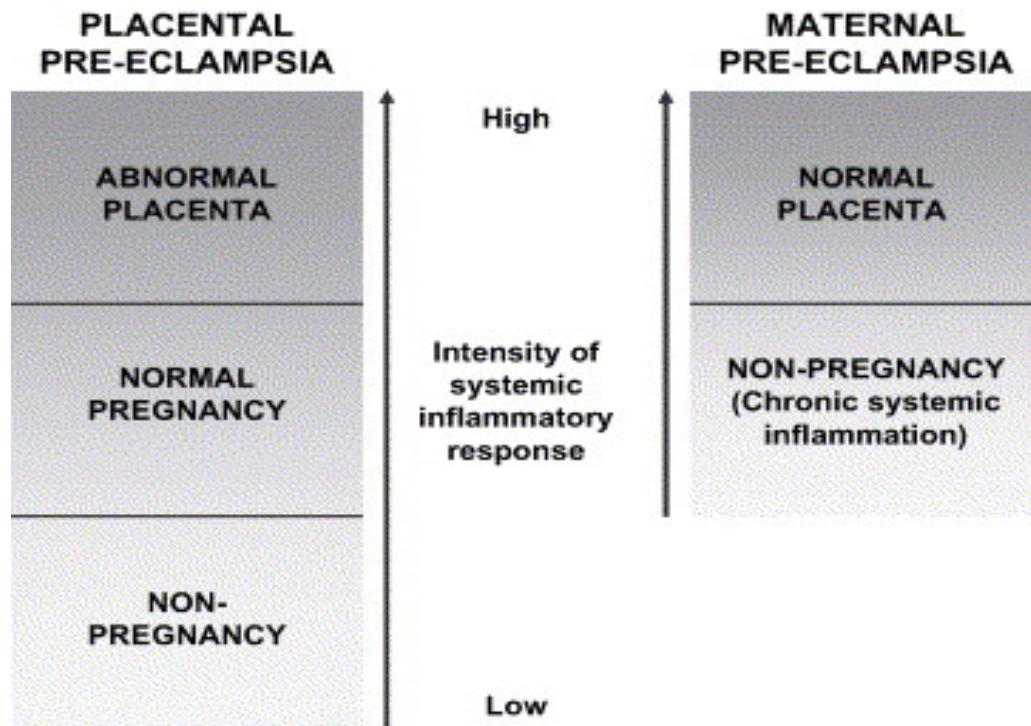 PLACENTAL
PRE-ECLAMPSIA
ABNORMAL
PLACENTA
NORMAL
PREGNANCY
NON-
PREGNANCY
High
Intensity of
systemic
inflammatory
response
Low
MATERNAL
PRE-ECLAMPSIA
NORMAL
PLACENTA
NON-PREGNANCY
(Chronic systemic
inflammation)